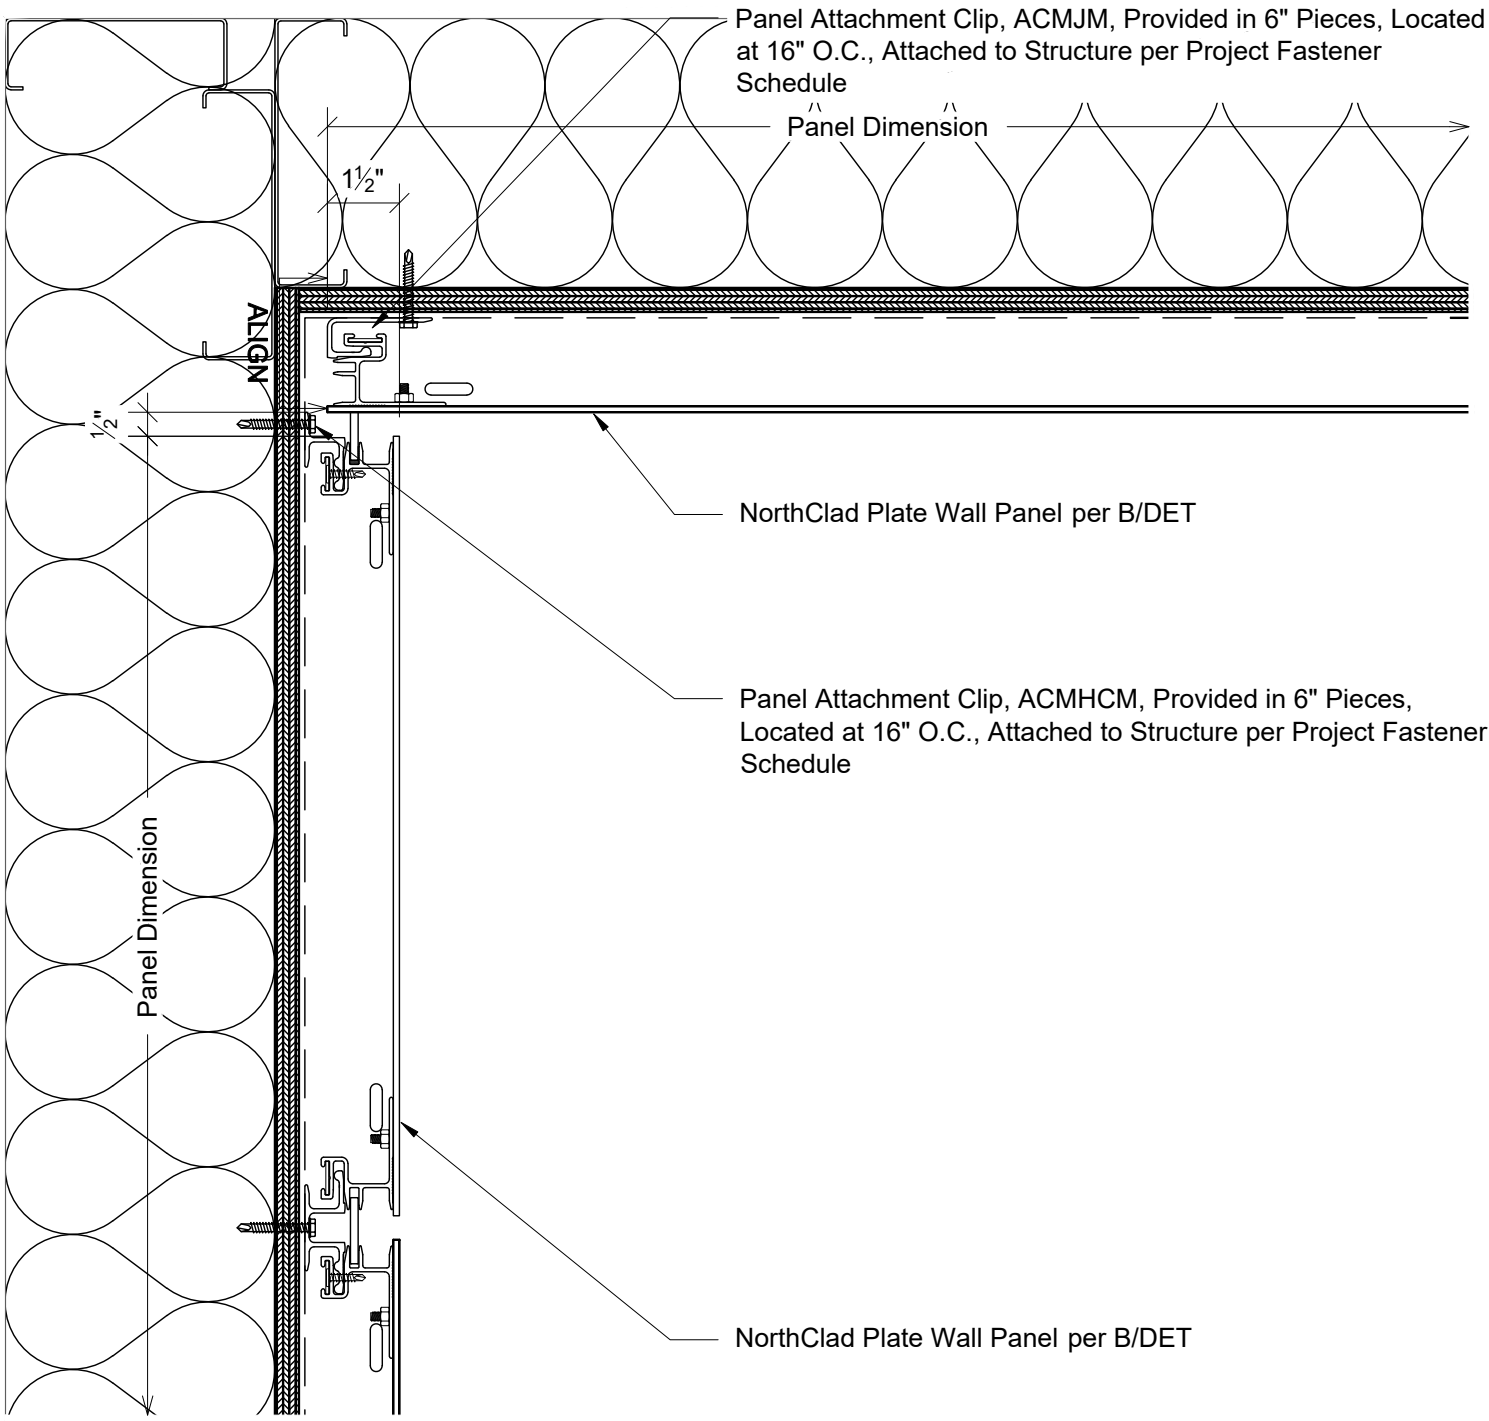 Panel Attachment Clip, ACMJM, Provided in 6" Pieces, Located
at 16" O.C., Attached to Structure per Project Fastener
Schedule
Panel Dimension
1½"
ALIGN
½"
NorthClad Plate Wall Panel per B/DET
Panel Attachment Clip, ACMHCM, Provided in 6" Pieces,
Located at 16" O.C., Attached to Structure per Project Fastener
Schedule
Panel Dimension
NorthClad Plate Wall Panel per B/DET